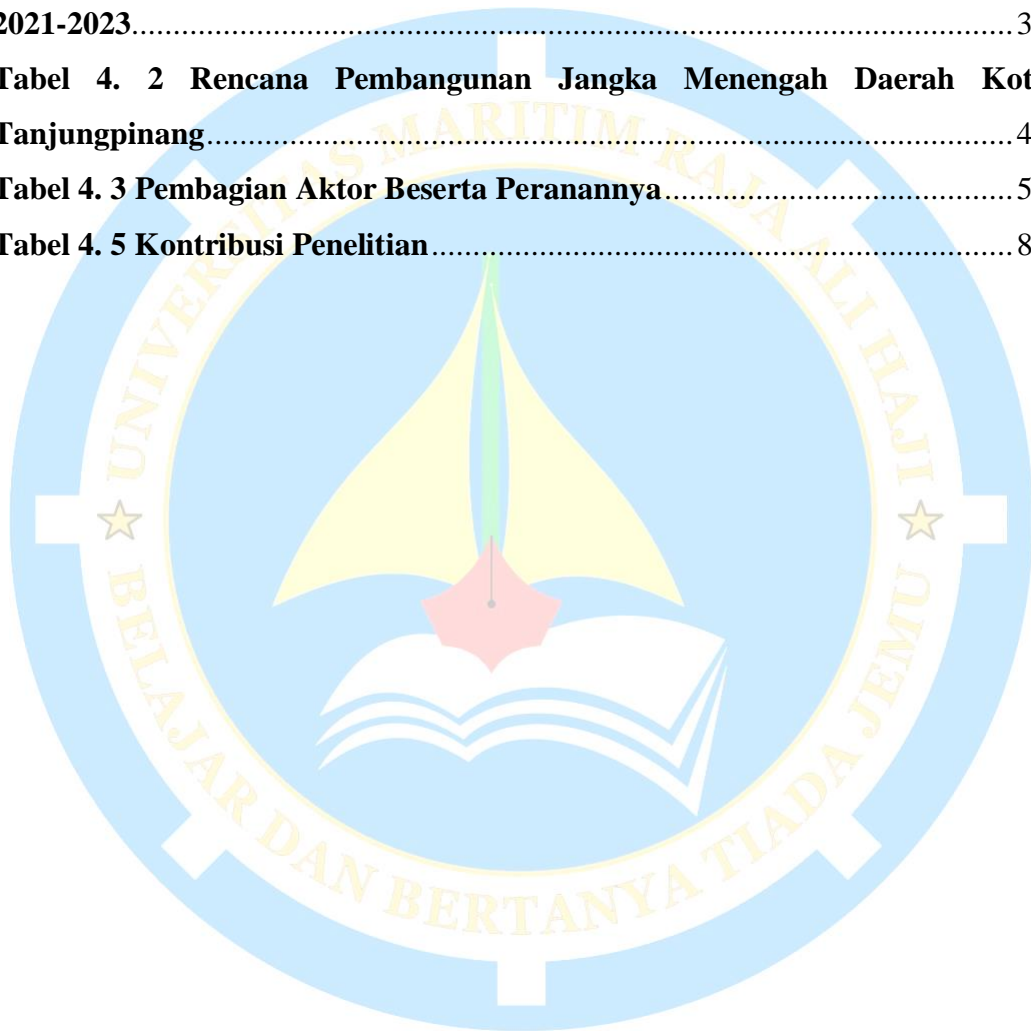 2021-2023........................................................................................................... 3
Tabel 4. 2 Rencana Pembangunan Jangka Menengah Daerah Kot
Tanjungpinang.................................................................................................. 4
Tabel 4. 3 Pembagian Aktor Beserta Peranannya........................................... 5
Tabel 4. 5 Kontribusi Penelitian....................................................................... 8
UNIVERSITAS MARITIM RAJA ALI HAJI
BELAJAR DAN BERTANYA TIADA JEMU